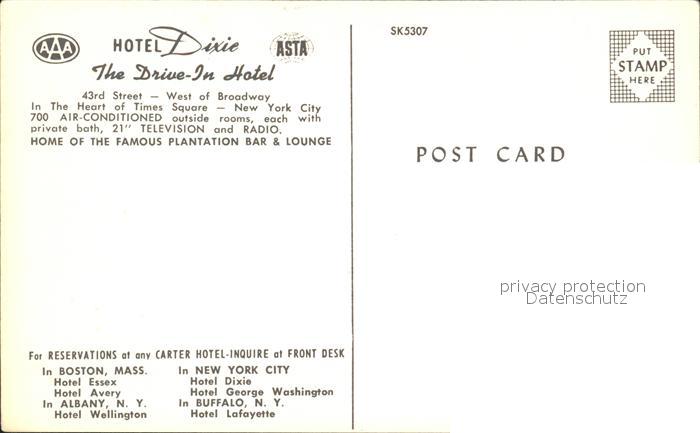 AAA HOTEL Dixie ASTA
The Drive-In Hotel
43rd Street — West of Broadway
In The Heart of Times Square — New York City
700 AIR-CONDITIONED outside rooms, each with
private bath, 21" TELEVISION and RADIO.
HOME OF THE FAMOUS PLANTATION BAR & LOUNGE
For RESERVATIONS at any CARTER HOTEL-INQUIRE at FRONT DESK
In BOSTON, MASS.
Hotel Essex
Hotel Avery
In ALBANY, N. Y.
Hotel Wellington
In NEW YORK CITY
Hotel Dixie
Hotel George Washington
In BUFFALO, N. Y.
Hotel Lafayette
SK5307
PUT
STAMP
HERE
POST CARD
privacy protection
Datenschutz